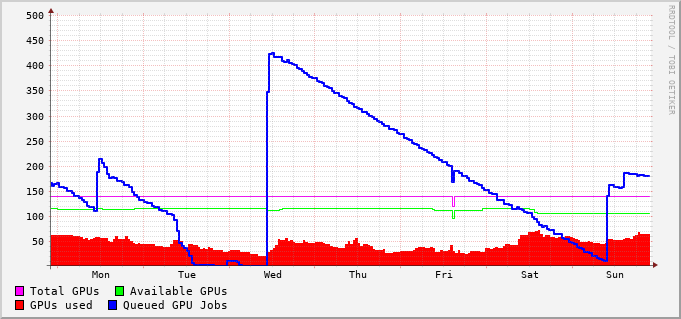 500
450
400
350
300
250
200
150
100
50
Mon Tue Wed Thu Fri Sat Sun
Total GPUs Available GPUs
GPUs used Queued GPU Jobs
RRDTOOL / TOBI OETIKER